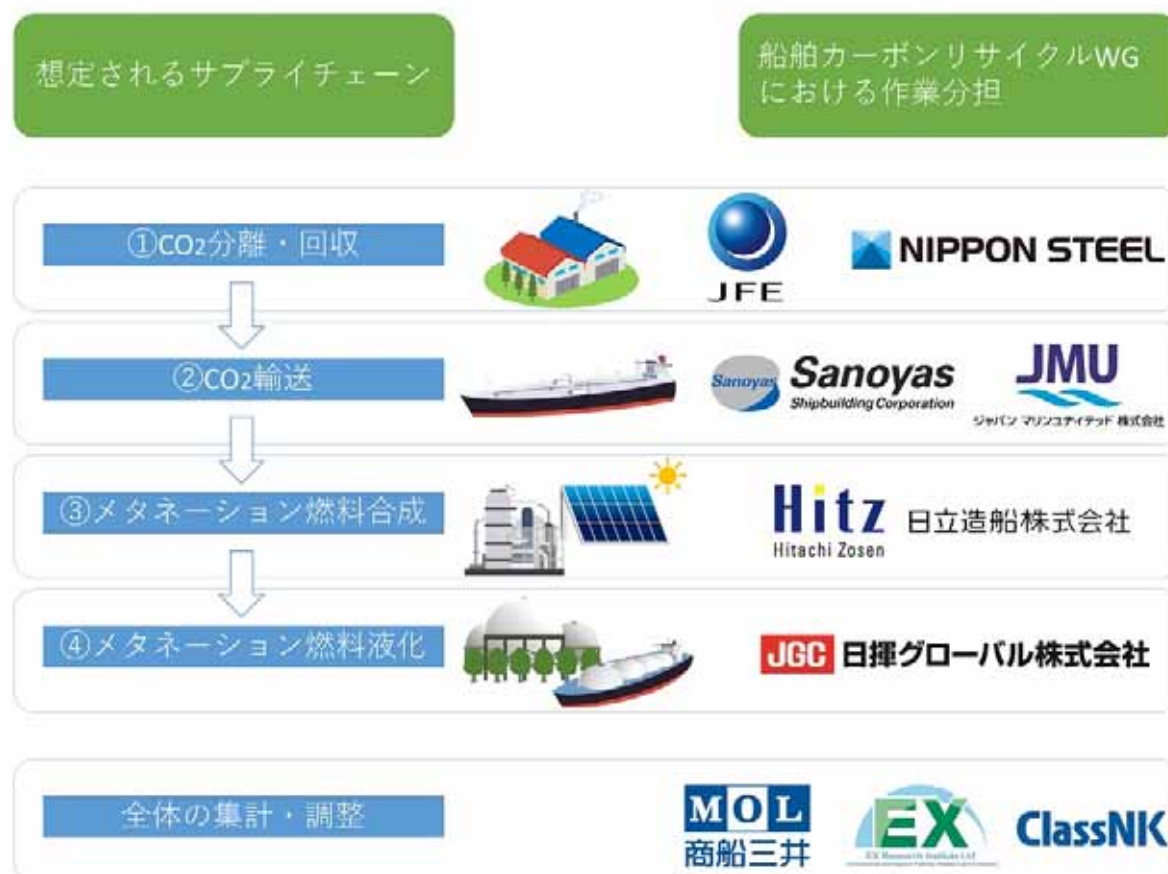 想定されるサプライチェーン
船舶カーボンリサイクルWG
における作業分担
①CO2分離・回収
JFE
NIPPON STEEL
②CO2輸送
Sanoyas
Sanoyas
Shipbuilding Corporation
JMU
ジャパン マリンユナイテッド 株式会社
③メタネーション燃料合成
Hitz
Hitachi Zosen
日立造船株式会社
④メタネーション燃料液化
JGC 日揮グローバル株式会社
全体の集計・調整
MOL
商船三井
EX
EX Research Institute Ltd
ClassNK